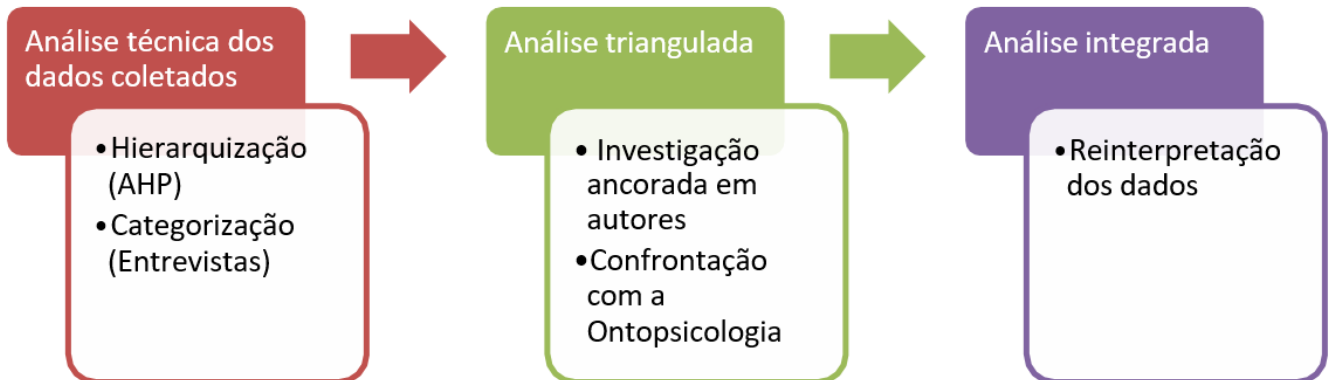 Análise técnica dos
dados coletados
•Hierarquização
(AHP)
•Categorização
(Entrevistas)
Análise triangulada
• Investigação
ancorada em
autores
•Confrontação
com a
Ontopsicologia
Análise integrada
•Reinterpretação
dos dados